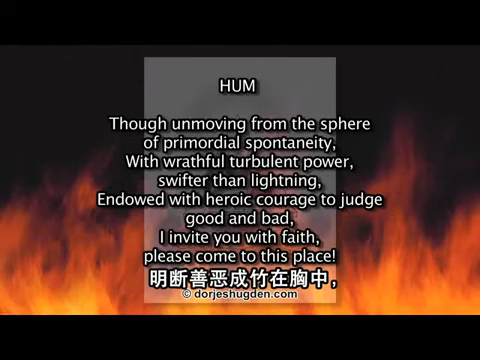 HUM
Though unmoving from the sphere
of primordial spontaneity,
With wrathful turbulent power,
swifter than lightning,
Endowed with heroic courage to judge
good and bad,
I invite you with faith,
please come to this place!
明断善恶成竹在胸中,
© dorjeshugden.com